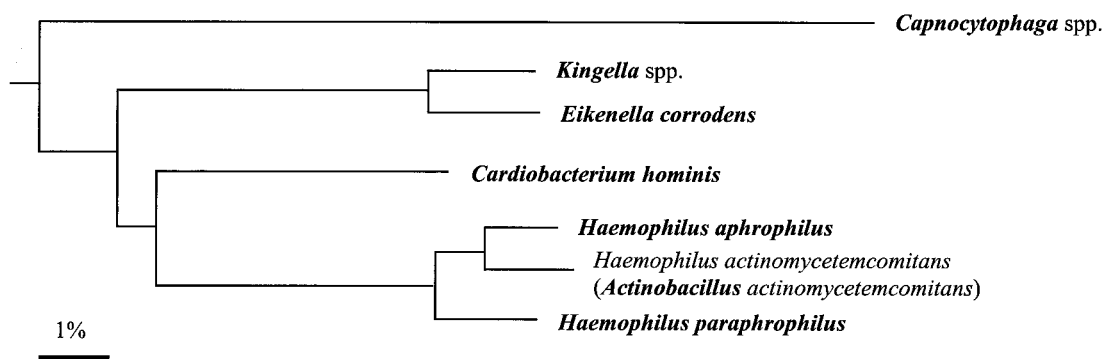 Capnocytophaga spp.
Kingella spp.
Eikenella corrodens
Cardiobacterium hominis
Haemophilus aphrophilus
Haemophilus actinomycetemcomitans
(Actinobacillus actinomycetemcomitans)
Haemophilus paraphrophilus
1%